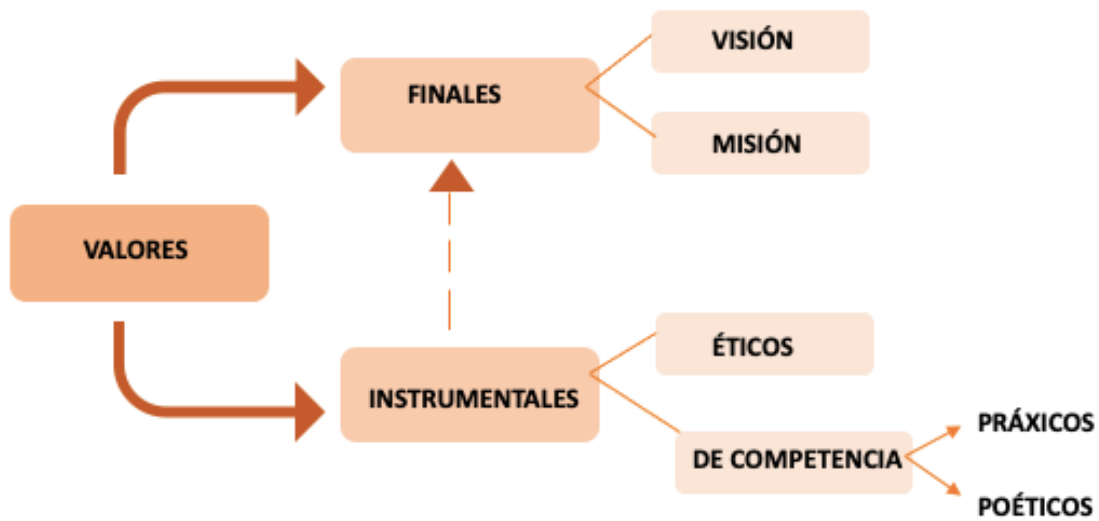 VISIÓN
FINALES
MISIÓN
VALORES
ÉTICOS
INSTRUMENTALES
PRÁXICOS
DE COMPETENCIA
POÉTICOS